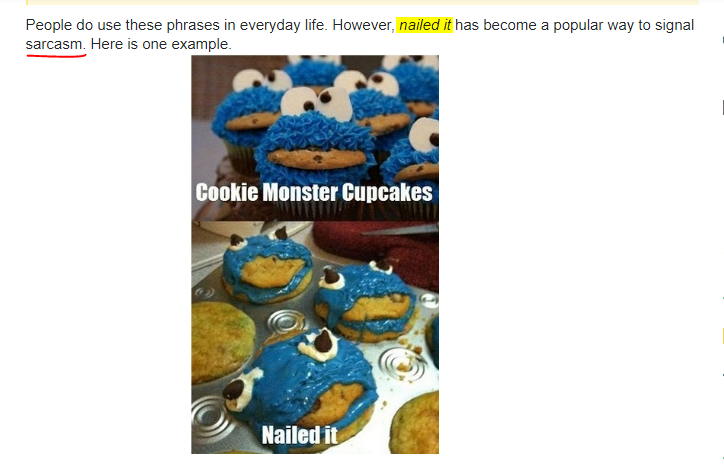 People do use these phrases in everyday life. However, nailed it has become a popular way to signal
sarcasm. Here is one example.
Cookie Monster Cupcakes
Nailed it